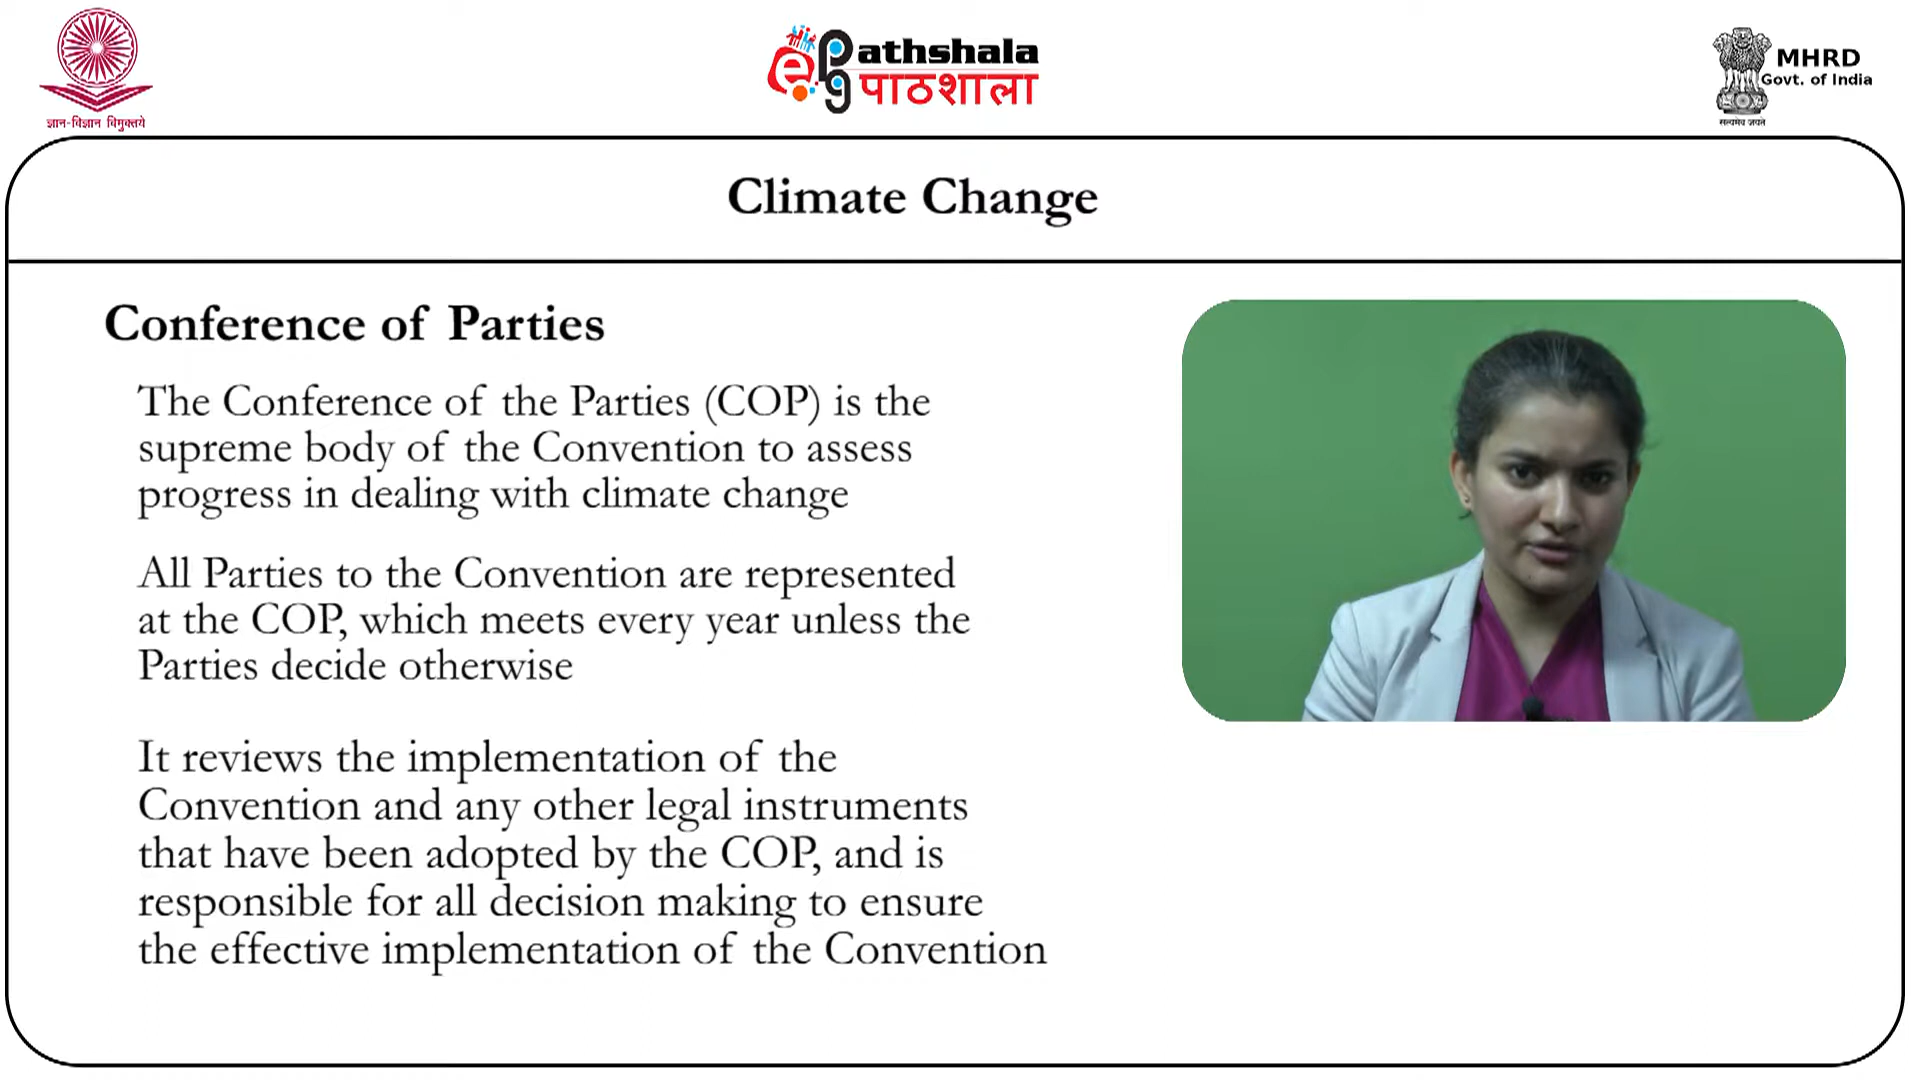 ज्ञान-विज्ञान विमुक्तये
e pg athshala
पाठशाला
MHRD
Govt. of India
सत्यमेव जयते
Climate Change
Conference of Parties
The Conference of the Parties (COP) is the
supreme body of the Convention to assess
progress in dealing with climate change
All Parties to the Convention are represented
at the COP, which meets every year unless the
Parties decide otherwise
It reviews the implementation of the
Convention and any other legal instruments
that have been adopted by the COP, and is
responsible for all decision making to ensure
the effective implementation of the Convention